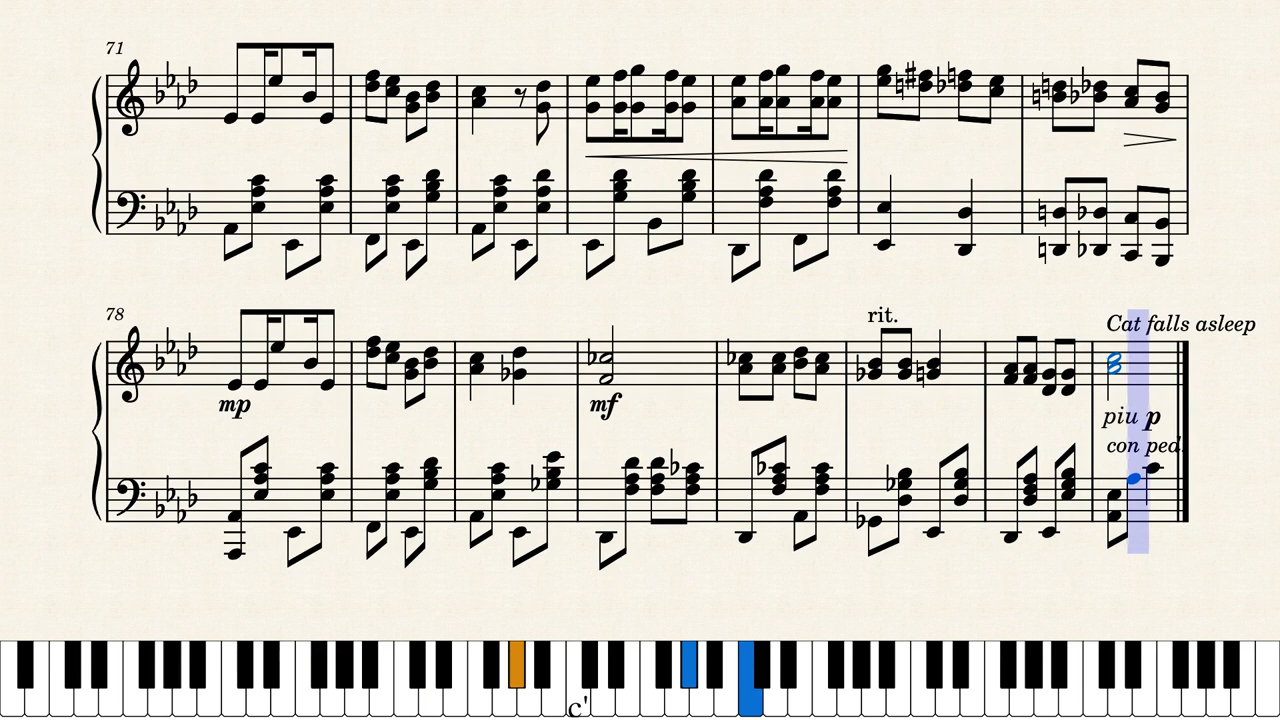 71
78
rit.
Cat falls asleep
mp
mf
piu p
con ped.
c'